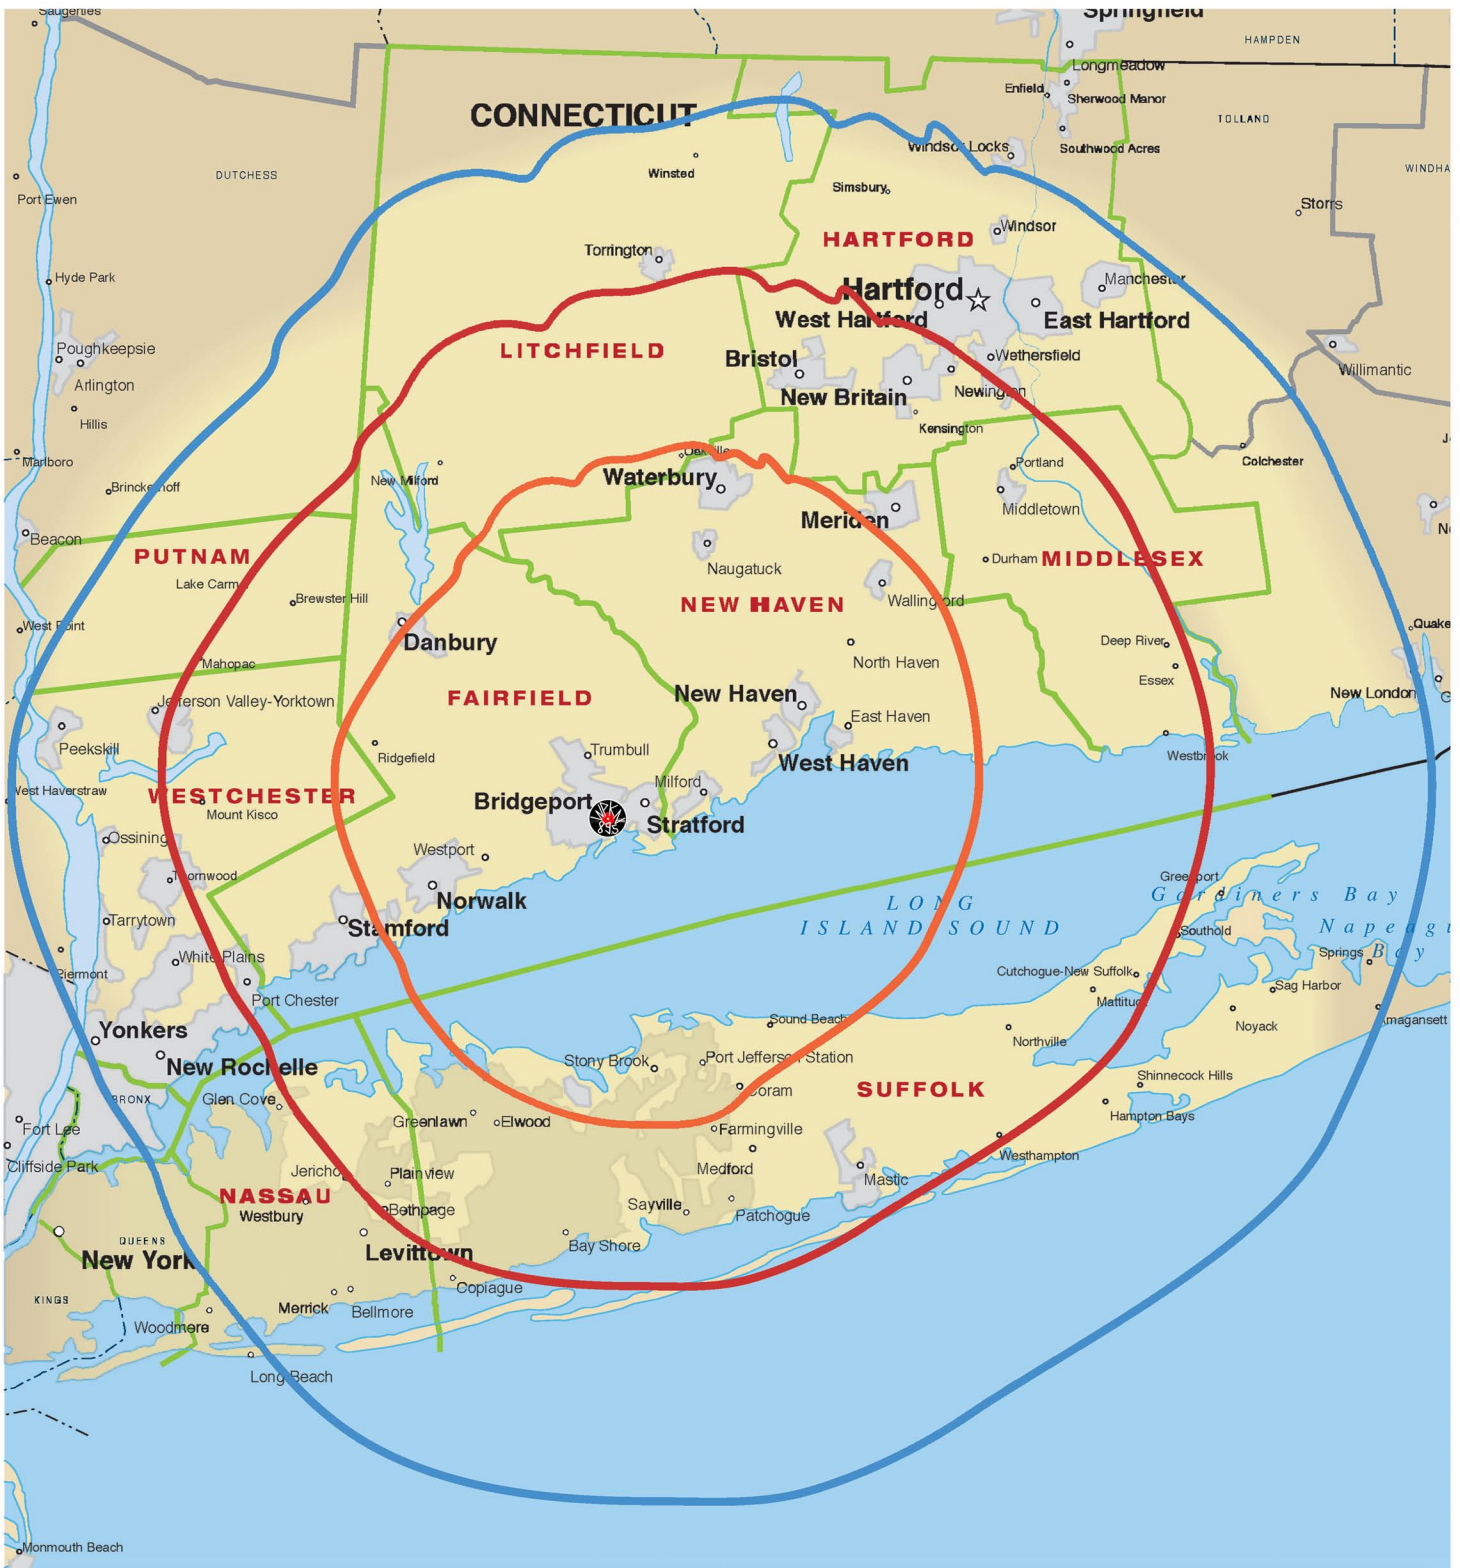 Saugerties
Springfield
HAMPDEN
Longmeadow
Enfield
Sherwood Manor
CONNECTICUT
TOLLAND
Windsor Locks
Southwood Acres
Winsted
WINDHA
DUTCHESS
Simsbury
Port Ewen
Storrs
Windsor
HARTFORD
Torrington
Hyde Park
Manchester
Hartford
West Hartford
East Hartford
Poughkeepsie
LITCHFIELD
Bristol
Wethersfield
Willimantic
Arlington
New Britain
Newington
Hillis
Kensington
Oakville
Marlboro
Portland
Colchester
New Milford
Waterbury
Brinckerhoff
Middletown
Meriden
Beacon
PUTNAM
Durham
MIDDLESEX
Naugatuck
Lake Carm
Brewster Hill
NEW HAVEN
Wallingford
West Point
Quake
Danbury
Deep River
Mahopac
North Haven
Essex
New Haven
New London
Jefferson Valley-Yorktown
FAIRFIELD
East Haven
Peekskill
Trumbull
Ridgefield
West Haven
Westbrook
Milford
West Haverstraw
WESTCHESTER
Bridgeport
Mount Kisco
895
Stratford
Ossining
Westport
Thornwood
Greenport
Gardiners Bay
Norwalk
LONG
ISLAND SOUND
Tarrytown
Stamford
Southold
Napeagu
Bay
Springs
White Plains
Piermont
Cutchogue-New Suffolk
Sag Harbor
Port Chester
Mattituck
Sound Beach
Noyack
Amagansett
Yonkers
Northville
New Rochelle
Stony Brook
Port Jefferson Station
Shinnecock Hills
BRONX
Glen Cove
Coram
SUFFOLK
Hampton Bays
Fort Lee
Greenlawn
Elwood
Farmingville
Cliffside Park
Jericho
Plainview
Medford
Westhampton
Mastic
NASSAU
Westbury
Bethpage
Sayville
Patchogue
QUEENS
New York
Levittown
Bay Shore
KINGS
Copiague
Merrick
Bellmore
Woodmere
Long Beach
Monmouth Beach